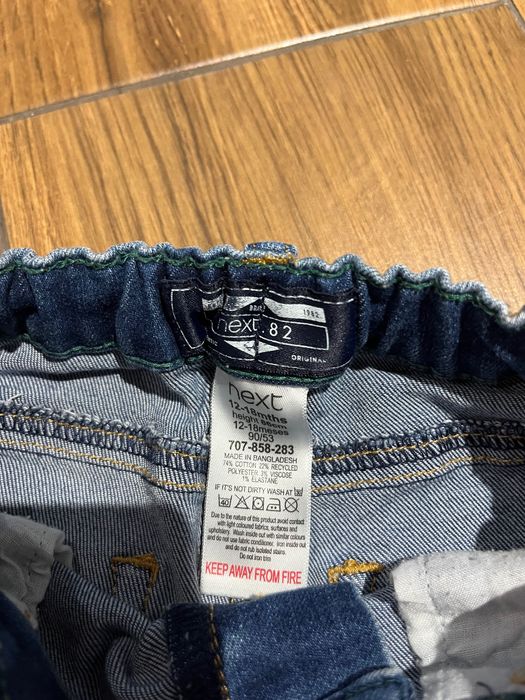 1982
next 82
ORIGINAL
next
12-18mths
height 86cm
12-18meses
90/53
707-858-283
MADE IN BANGLADESH
74% COTTON 22% RECYCLED
POLYESTER 3% VISCOSE
1% ELASTANE
IF IT'S NOT DIRTY WASH AT
40
Due to the nature of this product avoid contact
with light coloured fabrics, surfaces and
upholstery. Wash inside out with similar colours
and do not use fabric conditioner. Iron inside out
and do not rub isolated stains.
Do not iron trim
KEEP AWAY FROM FIRE